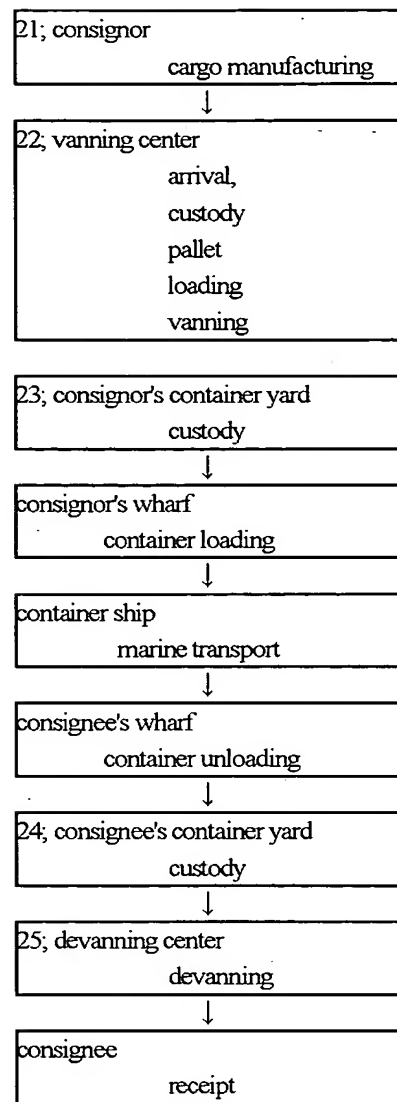 21; consignor
cargo manufacturing
↓
22; vanning center
arrival,
custody
pallet
loading
vanning
23; consignor's container yard
custody
↓
consignor's wharf
container loading
↓
container ship
marine transport
↓
consignee's wharf
container unloading
↓
24; consignee's container yard
custody
↓
25; devanning center
devanning
↓
consignee
receipt